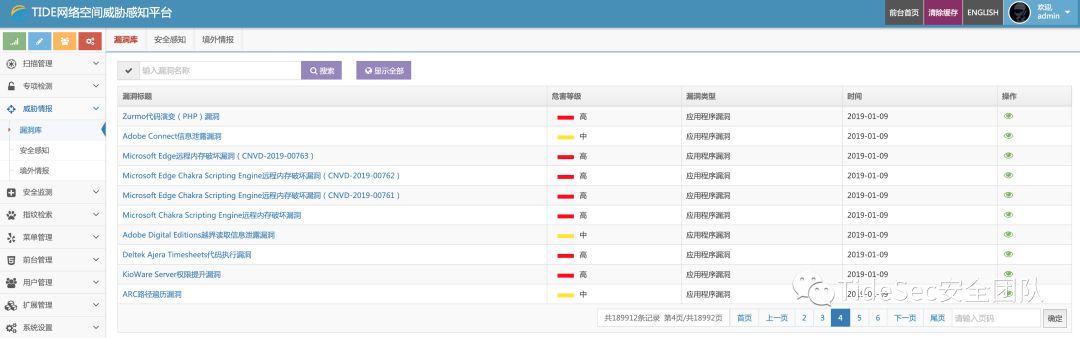 TIDE网络空间威胁感知平台
前台首页 清除缓存 ENGLISH 欢迎, admin
漏洞库 安全感知 境外情报
扫描管理
专项检测
威胁情报
漏洞库
安全感知
境外情报
安全监测
指纹检索
菜单管理
前台管理
用户管理
扩展管理
系统设置
输入漏洞名称 搜索 显示全部
漏洞标题 危害等级 漏洞类型 时间 操作
Zurmo代码演变（PHP）漏洞 高 应用程序漏洞 2019-01-09
Adobe Connect信息泄露漏洞 中 应用程序漏洞 2019-01-09
Microsoft Edge远程内存破坏漏洞（CNVD-2019-00763） 高 应用程序漏洞 2019-01-09
Microsoft Edge Chakra Scripting Engine远程内存破坏漏洞（CNVD-2019-00762） 高 应用程序漏洞 2019-01-09
Microsoft Edge Chakra Scripting Engine远程内存破坏漏洞（CNVD-2019-00761） 高 应用程序漏洞 2019-01-09
Microsoft Chakra Scripting Engine远程内存破坏漏洞 高 应用程序漏洞 2019-01-09
Adobe Digital Editions越界读取信息泄露漏洞 中 应用程序漏洞 2019-01-09
Deltek Ajera Timesheets代码执行漏洞 高 应用程序漏洞 2019-01-09
KioWare Server权限提升漏洞 高 应用程序漏洞 2019-01-09
ARC路径遍历漏洞 中 应用程序漏洞 2019-01-09
共189912条记录 第4页/共18992页 首页 上一页 2 3 4 5 6 下一页 尾页 请输入页码 确定
TideSec安全团队